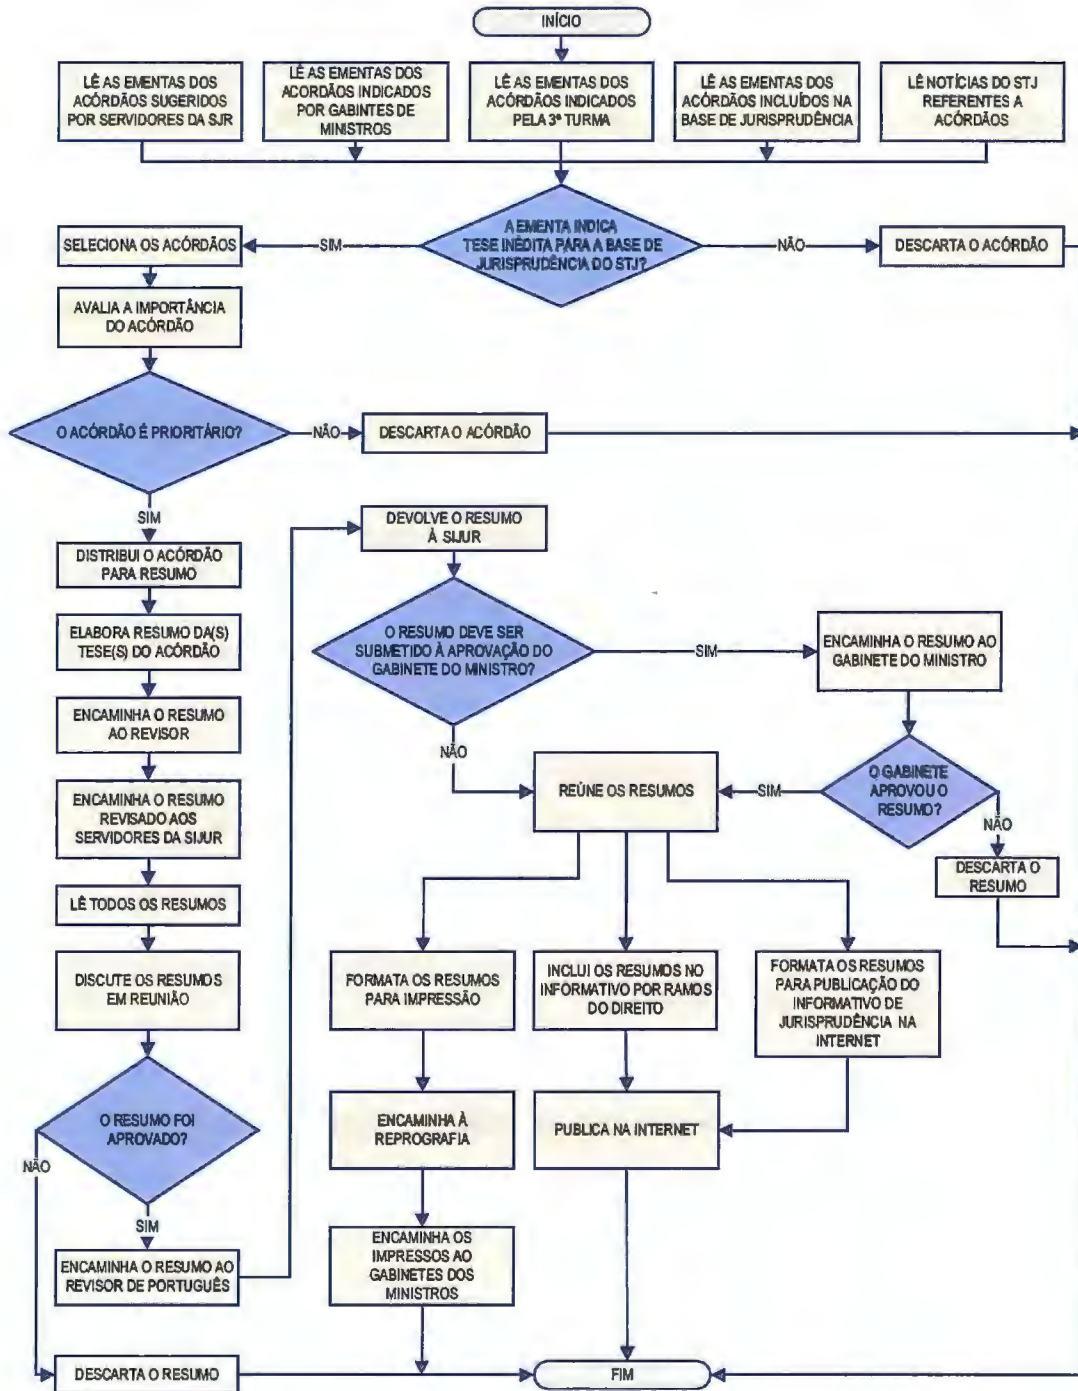 INÍCIO
LÊ AS EMENTAS DOS
ACÓRDÃOS SUGERIDOS
POR SERVIDORES DA SJR
LÊ AS EMENTAS DOS
ACORDÃOS INDICADOS
POR GABINTES DE
MINISTROS
LÊ AS EMENTAS DOS
ACÓRDÃOS INDICADOS
PELA 3ª TURMA
LÊ AS EMENTAS DOS
ACÓRDÃOS INCLUÍDOS NA
BASE DE JURISPRUDÊNCIA
LÊ NOTÍCIAS DO STJ
REFERENTES A
ACÓRDÃOS
A EMENTA INDICA
TESE INÉDITA PARA A BASE DE
JURISPRUDÊNCIA DO STJ?
SIM
NÃO
SELECIONA OS ACÓRDÃOS
DESCARTA O ACÓRDÃO
AVALIA A IMPORTÂNCIA
DO ACÓRDÃO
O ACÓRDÃO É PRIORITÁRIO?
NÃO
DESCARTA O ACÓRDÃO
SIM
DISTRIBUI O ACÓRDÃO
PARA RESUMO
ELABORA RESUMO DA(S)
TESE(S) DO ACÓRDÃO
ENCAMINHA O RESUMO
AO REVISOR
ENCAMINHA O RESUMO
REVISADO AOS
SERVIDORES DA SIJUR
LÊ TODOS OS RESUMOS
DISCUTE OS RESUMOS
EM REUNIÃO
O RESUMO FOI
APROVADO?
NÃO
SIM
ENCAMINHA O RESUMO AO
REVISOR DE PORTUGUÊS
DESCARTA O RESUMO
DEVOLVE O RESUMO
À SIJUR
O RESUMO DEVE SER
SUBMETIDO À APROVAÇÃO DO
GABINETE DO MINISTRO?
SIM
NÃO
ENCAMINHA O RESUMO AO
GABINETE DO MINISTRO
O GABINETE
APROVOU O
RESUMO?
SIM
NÃO
DESCARTA O
RESUMO
REÚNE OS RESUMOS
FORMATA OS RESUMOS
PARA IMPRESSÃO
INCLUI OS RESUMOS NO
INFORMATIVO POR RAMOS
DO DIREITO
FORMATA OS RESUMOS
PARA PUBLICAÇÃO DO
INFORMATIVO DE
JURISPRUDÊNCIA NA
INTERNET
ENCAMINHA À
REPROGRAFIA
PUBLICA NA INTERNET
ENCAMINHA OS
IMPRESSOS AO
GABINETES DOS
MINISTROS
FIM